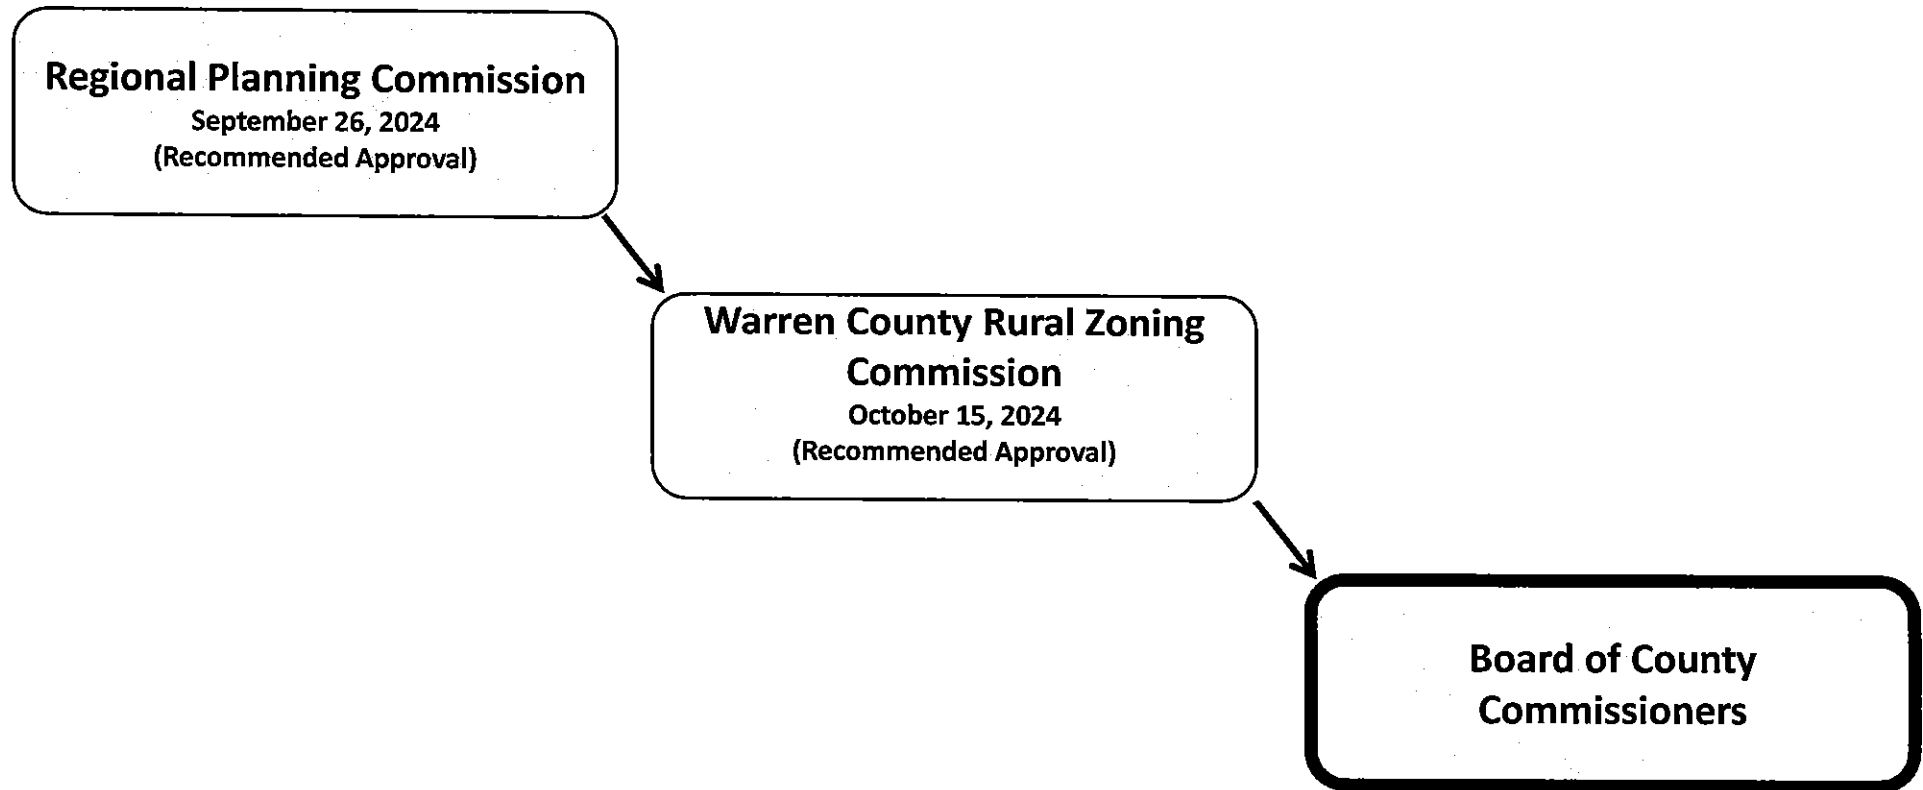 Regional Planning Commission
September 26, 2024
(Recommended Approval)
Warren County Rural Zoning
Commission
October 15, 2024
(Recommended Approval)
Board of County
Commissioners